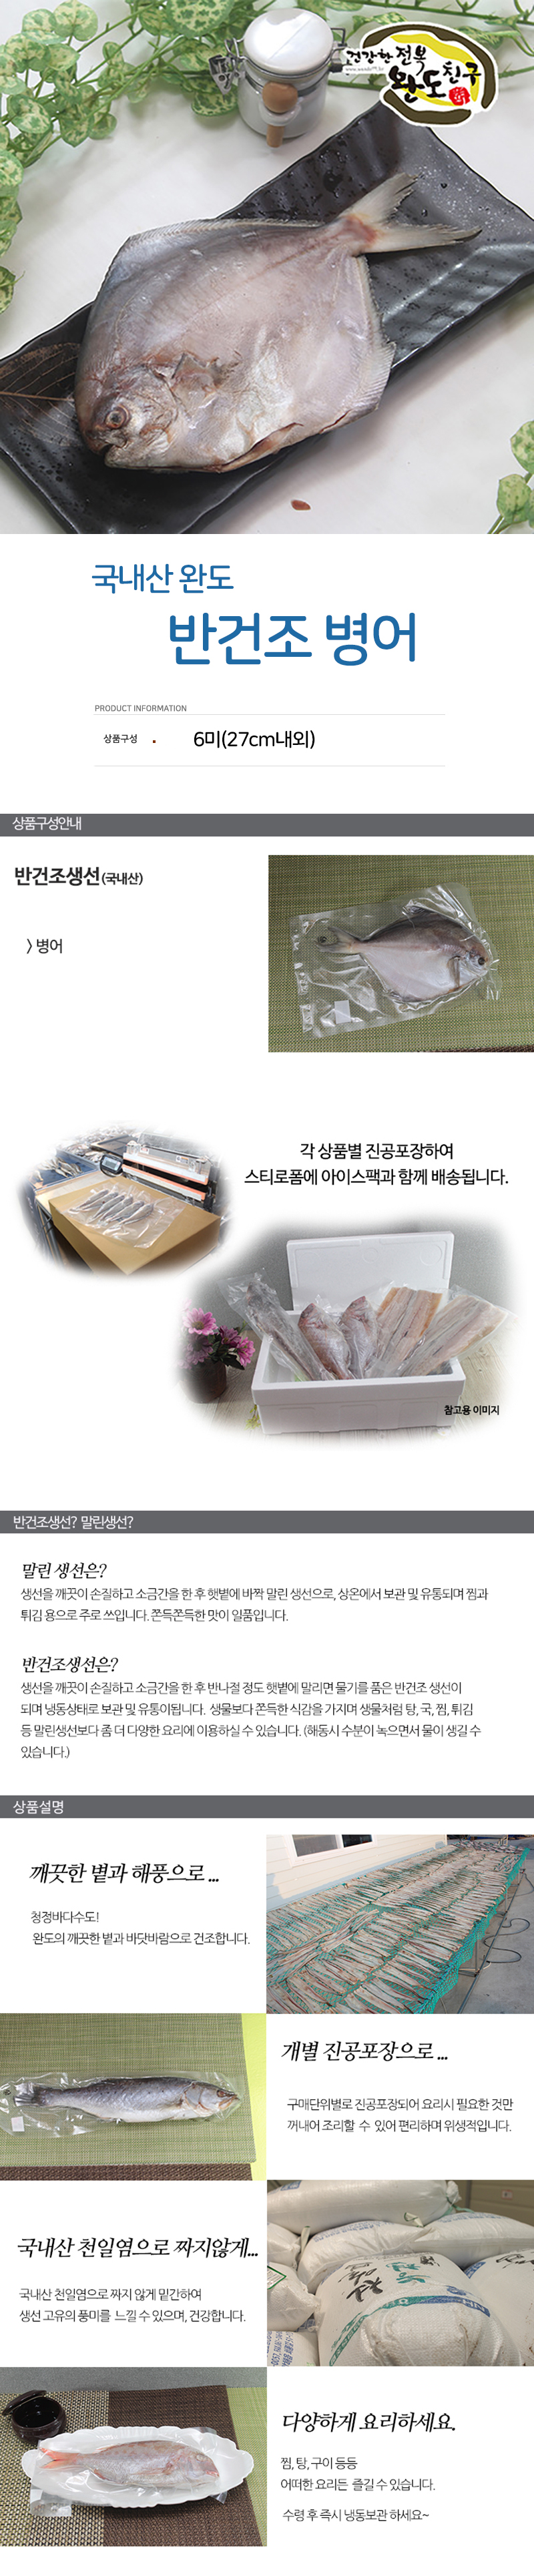 건강한 전복
완도친구
국내산 완도
반건조 병어
PRODUCT INFORMATION
상품구성
6미(27cm내외)
상품구성안내
반건조생선(국내산)
> 병어
각 상품별 진공포장하여
스티로폼에 아이스팩과 함께 배송됩니다.
참고용 이미지
반건조생선? 말린생선?
말린 생선은?
생선을 깨끗이 손질하고 소금간을 한 후 햇볕에 바짝 말린 생선으로, 상온에서 보관 및 유통되며 찜과
튀김 용으로 주로 쓰입니다. 쫀득쫀득한 맛이 일품입니다.
반건조생선은?
생선을 깨끗이 손질하고 소금간을 한 후 반나절 정도 햇볕에 말리면 물기를 품은 반건조 생선이
되며 냉동상태로 보관 및 유통이됩니다. 생물보다 쫀득한 식감을 가지며 생물처럼 탕, 국, 찜, 튀김
등 말린생선보다 좀 더 다양한 요리에 이용하실 수 있습니다. (해동시 수분이 녹으면서 물이 생길 수
있습니다.)
상품설명
깨끗한 볕과 해풍으로 ...
청정바다수도!
완도의 깨끗한 볕과 바닷바람으로 건조합니다.
개별 진공포장으로 ...
구매단위별로 진공포장되어 요리시 필요한 것만
꺼내어 조리할 수 있어 편리하며 위생적입니다.
국내산 천일염으로 짜지않게...
국내산 천일염으로 짜지 않게 밑간하여
생선 고유의 풍미를 느낄 수 있으며, 건강합니다.
다양하게 요리하세요.
찜, 탕, 구이 등등
어떠한 요리든 즐길 수 있습니다.
수령 후 즉시 냉동보관 하세요~